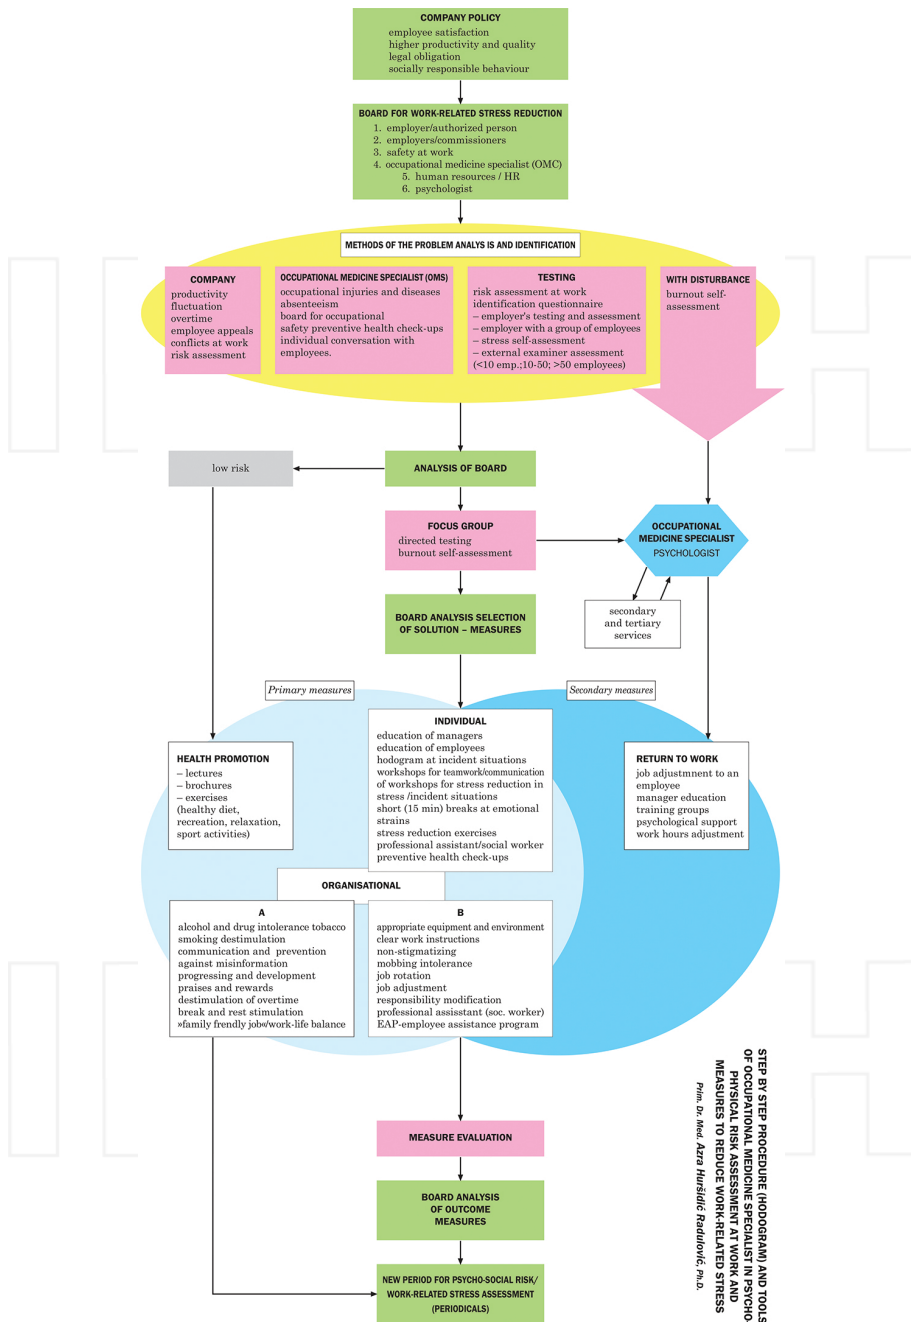 COMPANY POLICY
employee satisfaction
higher productivity and quality
legal obligation
socially responsible behaviour
BOARD FOR WORK-RELATED STRESS REDUCTION
1. employer/authorized person
2. employers/commissioners
3. safety at work
4. occupational medicine specialist (OMC)
5. human resources / HR
6. psychologist
METHODS OF THE PROBLEM ANALYS IS AND IDENTIFICATION
COMPANY
productivity
fluctuation
overtime
employee appeals
conflicts at work
risk assessment
OCCUPATIONAL MEDICINE SPECIALIST (OMS)
occupational injuries and diseases
absenteeism
board for occupational
safety preventive health check-ups
individual conversation with
employees.
TESTING
risk assessment at work
identification questionnaire
– employer's testing and assessment
– employer with a group of employees
– stress self-assessment
– external examiner assessment
(<10 emp.;10-50; >50 employees)
WITH DISTURBANCE
burnout self-
assessment
low risk
ANALYSIS OF BOARD
FOCUS GROUP
directed testing
burnout self-assessment
OCCUPATIONAL
MEDICINE SPECIALIST
PSYCHOLOGIST
BOARD ANALYSIS SELECTION
OF SOLUTION – MEASURES
secondary
and tertiary
services
Primary measures
Secondary measures
HEALTH PROMOTION
– lectures
– brochures
– exercises
(healthy diet,
recreation, relaxation,
sport activities)
INDIVIDUAL
education of managers
education of employees
hodogram at incident situations
workshops for teamwork/communication
of workshops for stress reduction in
stress /incident situations
short (15 min) breaks at emotional
strains
stress reduction exercises
professional assistant/social worker
preventive health check-ups
RETURN TO WORK
job adjustmnent to an
employee
manager education
training groups
psychological support
work hours adjustment
ORGANISATIONAL
A
alcohol and drug intolerance tobacco
smoking destimulation
communication and prevention
against misinformation
progressing and development
praises and rewards
destimulation of overtime
break and rest stimulation
»family frendly job«/work-life balance
B
appropriate equipment and environment
clear work instructions
non-stigmatizing
mobbing intolerance
job rotation
job adjustment
responsibility modification
professional assisstant (soc. worker)
EAP-employee assistance program
MEASURE EVALUATION
BOARD ANALYSIS
OF OUTCOME
MEASURES
NEW PERIOD FOR PSYCHO-SOCIAL RISK/
WORK-RELATED STRESS ASSESSMENT
(PERIODICALS)
STEP BY STEP PROCEDURE (HODOGRAM) AND TOOLS
OF OCCUPATIONAL MEDICINE SPECIALIST IN PSYCHO-
PHYSICAL RISK ASSESSMENT AT WORK AND
MEASURES TO REDUCE WORK-RELATED STRESS
Prim. Dr. Med. Azra Huršidić Radulović, Ph.D.